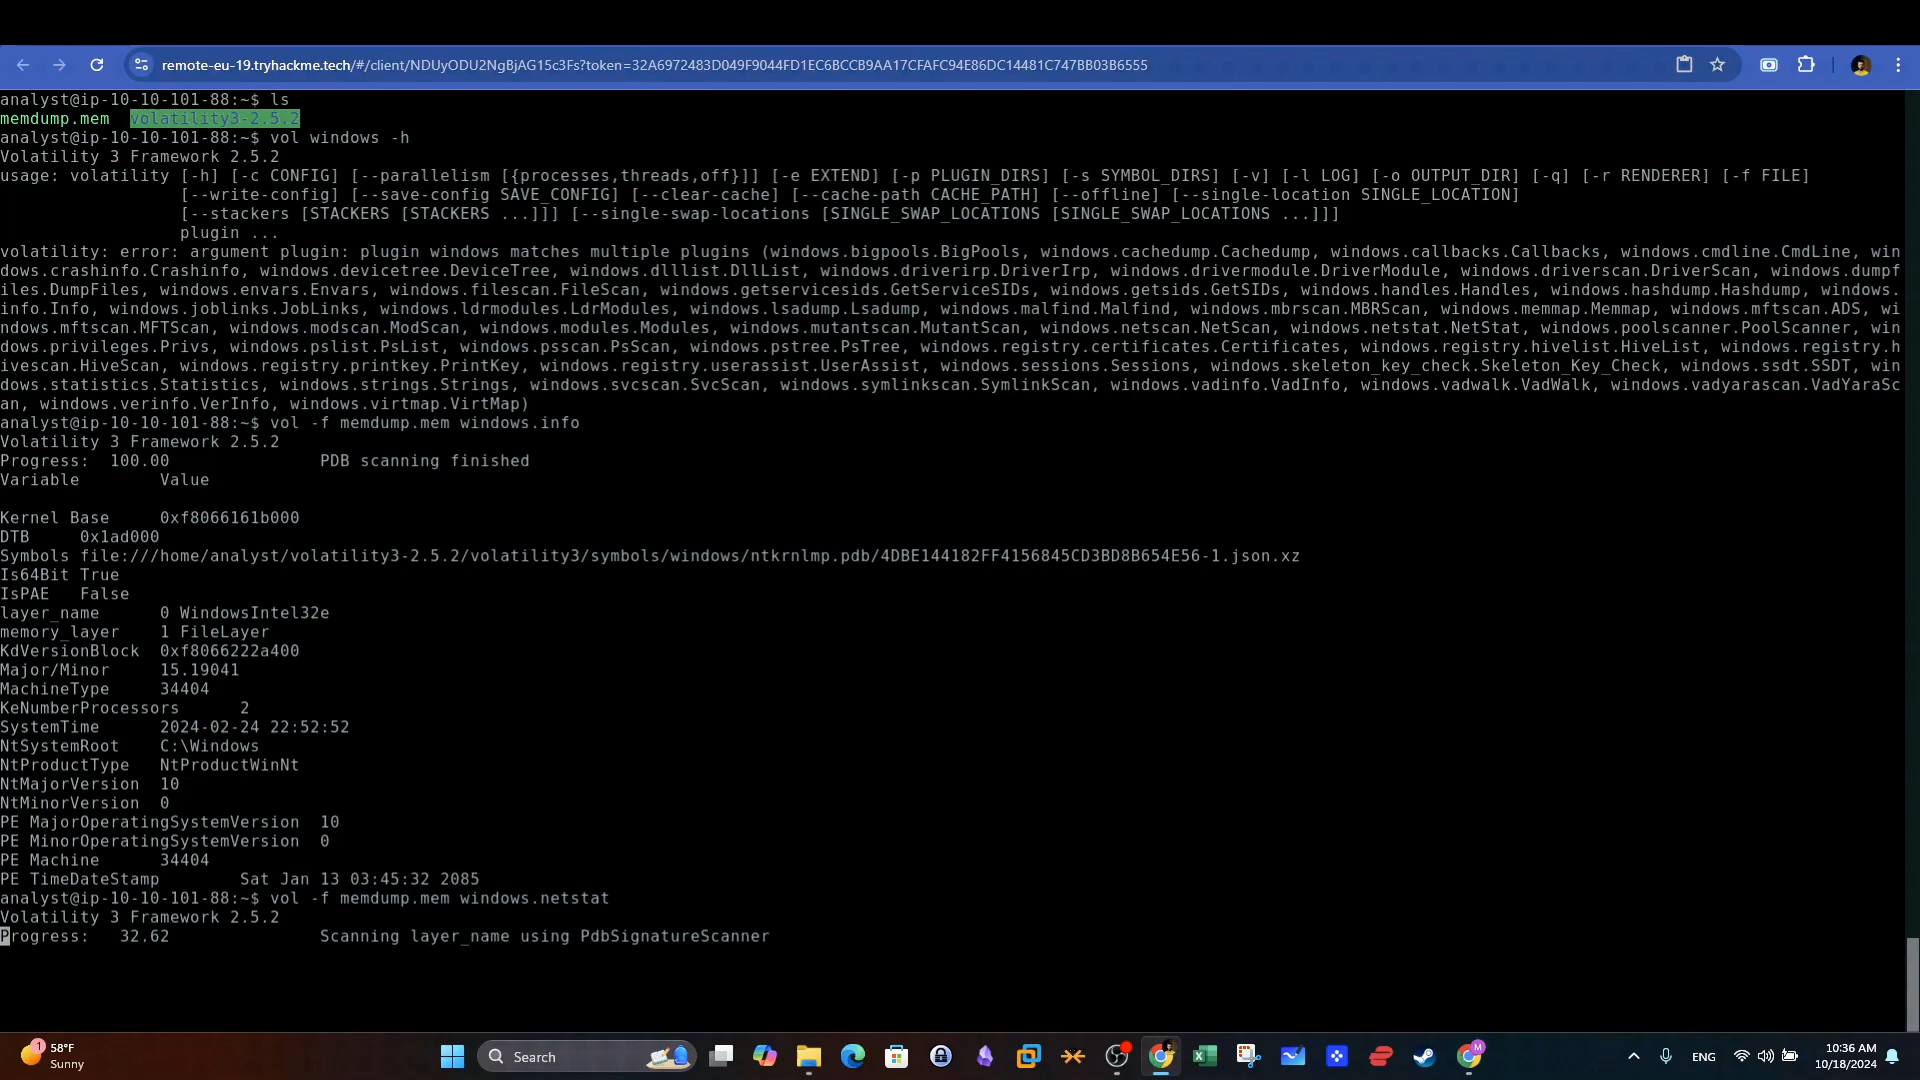 remote-eu-19.tryhackme.tech/#/client/NDUyODU2NgBjAG15c3Fs?token=32A6972483D049F9044FD1EC6BCCB9AA17CFAFC94E86DC14481C747BB03B6555
analyst@ip-10-10-101-88:~$ ls
memdump.mem  volatility3-2.5.2
analyst@ip-10-10-101-88:~$ vol windows -h
Volatility 3 Framework 2.5.2
usage: volatility [-h] [-c CONFIG] [--parallelism [{processes,threads,off}]] [-e EXTEND] [-p PLUGIN_DIRS] [-s SYMBOL_DIRS] [-v] [-l LOG] [-o OUTPUT_DIR] [-q] [-r RENDERER] [-f FILE]
[--write-config] [--save-config SAVE_CONFIG] [--clear-cache] [--cache-path CACHE_PATH] [--offline] [--single-location SINGLE_LOCATION]
[--stackers [STACKERS [STACKERS ...]]] [--single-swap-locations [SINGLE_SWAP_LOCATIONS [SINGLE_SWAP_LOCATIONS ...]]]
plugin ...
volatility: error: argument plugin: plugin windows matches multiple plugins (windows.bigpools.BigPools, windows.cachedump.Cachedump, windows.callbacks.Callbacks, windows.cmdline.CmdLine, win
dows.crashinfo.Crashinfo, windows.devicetree.DeviceTree, windows.dlllist.DllList, windows.driverirp.DriverIrp, windows.drivermodule.DriverModule, windows.driverscan.DriverScan, windows.dumpf
iles.DumpFiles, windows.envars.Envars, windows.filescan.FileScan, windows.getservicesids.GetServiceSIDs, windows.getsids.GetSIDs, windows.handles.Handles, windows.hashdump.Hashdump, windows.
info.Info, windows.joblinks.JobLinks, windows.ldrmodules.LdrModules, windows.lsadump.Lsadump, windows.malfind.Malfind, windows.mbrscan.MBRScan, windows.memmap.Memmap, windows.mftscan.ADS, wi
ndows.mftscan.MFTScan, windows.modscan.ModScan, windows.modules.Modules, windows.mutantscan.MutantScan, windows.netscan.NetScan, windows.netstat.NetStat, windows.poolscanner.PoolScanner, win
dows.privileges.Privs, windows.pslist.PsList, windows.psscan.PsScan, windows.pstree.PsTree, windows.registry.certificates.Certificates, windows.registry.hivelist.HiveList, windows.registry.h
ivescan.HiveScan, windows.registry.printkey.PrintKey, windows.registry.userassist.UserAssist, windows.sessions.Sessions, windows.skeleton_key_check.Skeleton_Key_Check, windows.ssdt.SSDT, win
dows.statistics.Statistics, windows.strings.Strings, windows.svcscan.SvcScan, windows.symlinkscan.SymlinkScan, windows.vadinfo.VadInfo, windows.vadwalk.VadWalk, windows.vadyarascan.VadYaraSc
an, windows.verinfo.VerInfo, windows.virtmap.VirtMap)
analyst@ip-10-10-101-88:~$ vol -f memdump.mem windows.info
Volatility 3 Framework 2.5.2
Progress:  100.00               PDB scanning finished
Variable        Value
Kernel Base     0xf8066161b000
DTB     0x1ad000
Symbols file:///home/analyst/volatility3-2.5.2/volatility3/symbols/windows/ntkrnlmp.pdb/4DBE144182FF4156845CD3BD8B654E56-1.json.xz
Is64Bit True
IsPAE   False
layer_name      0 WindowsIntel32e
memory_layer    1 FileLayer
KdVersionBlock  0xf8066222a400
Major/Minor     15.19041
MachineType     34404
KeNumberProcessors      2
SystemTime      2024-02-24 22:52:52
NtSystemRoot    C:\Windows
NtProductType   NtProductWinNt
NtMajorVersion  10
NtMinorVersion  0
PE MajorOperatingSystemVersion  10
PE MinorOperatingSystemVersion  0
PE Machine      34404
PE TimeDateStamp        Sat Jan 13 03:45:32 2085
analyst@ip-10-10-101-88:~$ vol -f memdump.mem windows.netstat
Volatility 3 Framework 2.5.2
Progress:   32.62               Scanning layer_name using PdbSignatureScanner
1
58°F
Sunny
Search
M
ENG
10:36 AM
10/18/2024